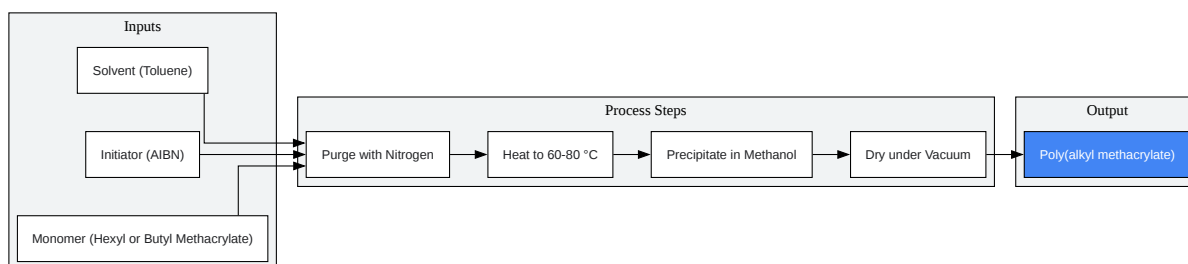 Inputs
Solvent (Toluene)
Initiator (AIBN)
Monomer (Hexyl or Butyl Methacrylate)
Process Steps
Purge with Nitrogen
Heat to 60-80 °C
Precipitate in Methanol
Dry under Vacuum
Output
Poly(alkyl methacrylate)